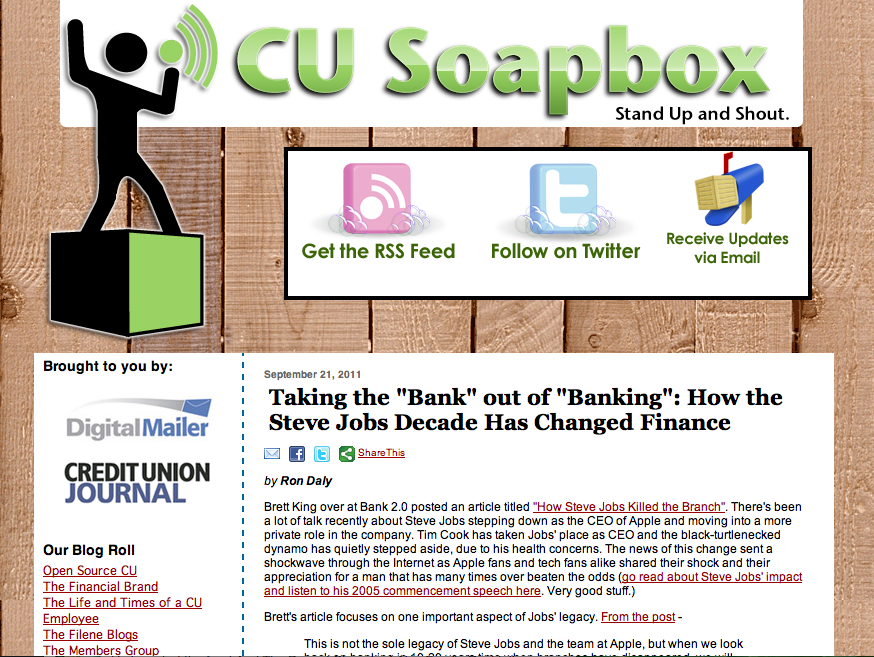 CU Soapbox
Stand Up and Shout.
Get the RSS Feed
Follow on Twitter
Receive Updates
via Email
Brought to you by:
DigitalMailer
CREDIT UNION
JOURNAL
Our Blog Roll
Open Source CU
The Financial Brand
The Life and Times of a CU
Employee
The Filene Blogs
The Members Group
September 21, 2011
Taking the "Bank" out of "Banking": How the
Steve Jobs Decade Has Changed Finance
ShareThis
by Ron Daly
Brett King over at Bank 2.0 posted an article titled "How Steve Jobs Killed the Branch". There's been
a lot of talk recently about Steve Jobs stepping down as the CEO of Apple and moving into a more
private role in the company. Tim Cook has taken Jobs' place as CEO and the black-turtlenecked
dynamo has quietly stepped aside, due to his health concerns. The news of this change sent a
shockwave through the Internet as Apple fans and tech fans alike shared their shock and their
appreciation for a man that has many times over beaten the odds (go read about Steve Jobs' impact
and listen to his 2005 commencement speech here. Very good stuff.)
Brett's article focuses on one important aspect of Jobs' legacy. From the post -
This is not the sole legacy of Steve Jobs and the team at Apple, but when we look